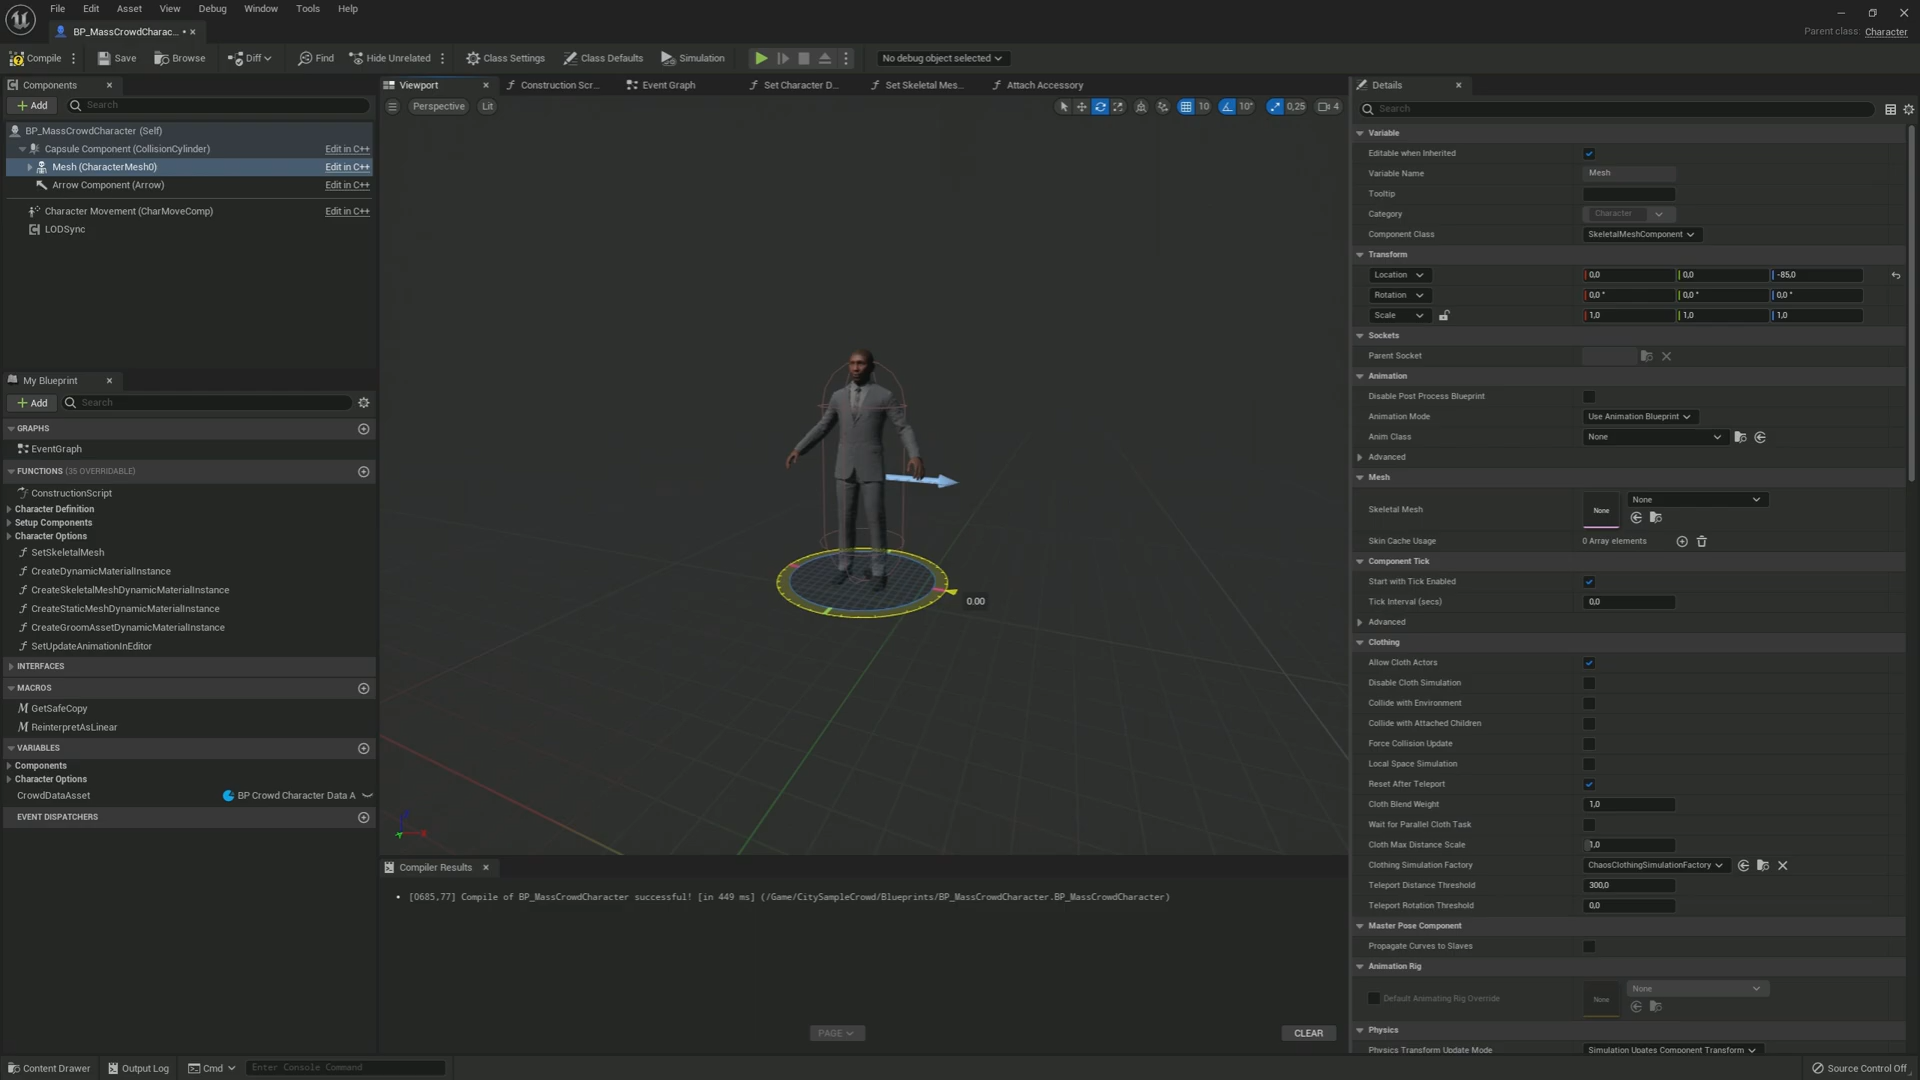 File Edit Asset View Debug Window Tools Help
BP_MassCrowdCharac... •
Parent class: Character
Compile Save Browse Diff Find Hide Unrelated Class Settings Class Defaults Simulation No debug object selected
Components
Add Search
BP_MassCrowdCharacter (Self)
Capsule Component (CollisionCylinder) Edit in C++
Mesh (CharacterMesh0) Edit in C++
Arrow Component (Arrow) Edit in C++
Character Movement (CharMoveComp) Edit in C++
LODSync
My Blueprint
Add Search
GRAPHS
EventGraph
FUNCTIONS (35 OVERRIDABLE)
ConstructionScript
Character Definition
Setup Components
Character Options
SetSkeletalMesh
CreateDynamicMaterialInstance
CreateSkeletalMeshDynamicMaterialInstance
CreateStaticMeshDynamicMaterialInstance
CreateGroomAssetDynamicMaterialInstance
SetUpdateAnimationInEditor
INTERFACES
MACROS
GetSafeCopy
ReinterpretAsLinear
VARIABLES
Components
Character Options
CrowdDataAsset BP Crowd Character Data A
EVENT DISPATCHERS
Viewport Construction Scr... Event Graph Set Character D... Set Skeletal Mes... Attach Accessory
Perspective Lit 10 10° 0,25 4
0.00
Compiler Results
• [0685,77] Compile of BP_MassCrowdCharacter successful! [in 449 ms] (/Game/CitySampleCrowd/Blueprints/BP_MassCrowdCharacter.BP_MassCrowdCharacter)
PAGE CLEAR
Details
Search
Variable
Editable when Inherited
Variable Name Mesh
Tooltip
Category Character
Component Class SkeletalMeshComponent
Transform
Location 0,0 0,0 -85,0
Rotation 0,0 ° 0,0 ° 0,0 °
Scale 1,0 1,0 1,0
Sockets
Parent Socket
Animation
Disable Post Process Blueprint
Animation Mode Use Animation Blueprint
Anim Class None
Advanced
Mesh
Skeletal Mesh None None
Skin Cache Usage 0 Array elements
Component Tick
Start with Tick Enabled
Tick Interval (secs) 0,0
Advanced
Clothing
Allow Cloth Actors
Disable Cloth Simulation
Collide with Environment
Collide with Attached Children
Force Collision Update
Local Space Simulation
Reset After Teleport
Cloth Blend Weight 1,0
Wait for Parallel Cloth Task
Cloth Max Distance Scale 1,0
Clothing Simulation Factory ChaosClothingSimulationFactory
Teleport Distance Threshold 300,0
Teleport Rotation Threshold 0,0
Master Pose Component
Propagate Curves to Slaves
Animation Rig
Default Animating Rig Override None None
Physics
Physics Transform Update Mode Simulation Upates Component Transform
Content Drawer Output Log Cmd Enter Console Command Source Control Off